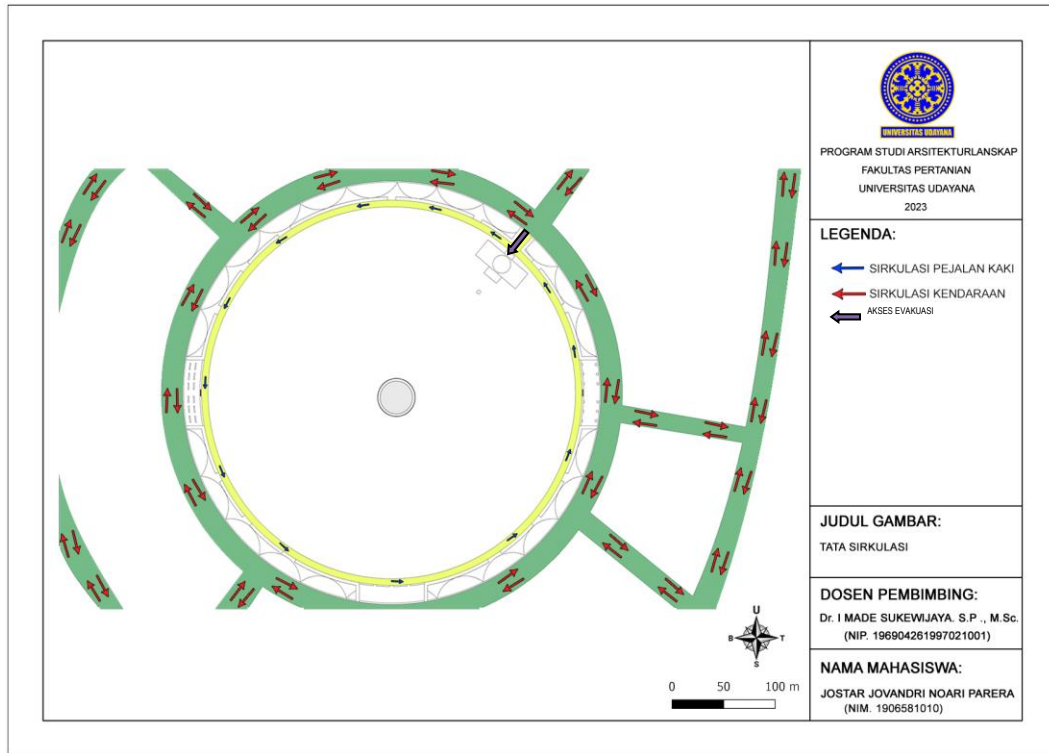 UNIVERSITAS UDAYANA
PROGRAM STUDI ARSITEKTURLANSKAP
FAKULTAS PERTANIAN
UNIVERSITAS UDAYANA
2023
LEGENDA:
SIRKULASI PEJALAN KAKI
SIRKULASI KENDARAAN
AKSES EVAKUASI
JUDUL GAMBAR:
TATA SIRKULASI
DOSEN PEMBIMBING:
Dr. I MADE SUKEWIJAYA. S.P ., M.Sc.
(NIP. 196904261997021001)
NAMA MAHASISWA:
JOSTAR JOVANDRI NOARI PARERA
(NIM. 1906581010)
U
B T
S
0 50 100 m